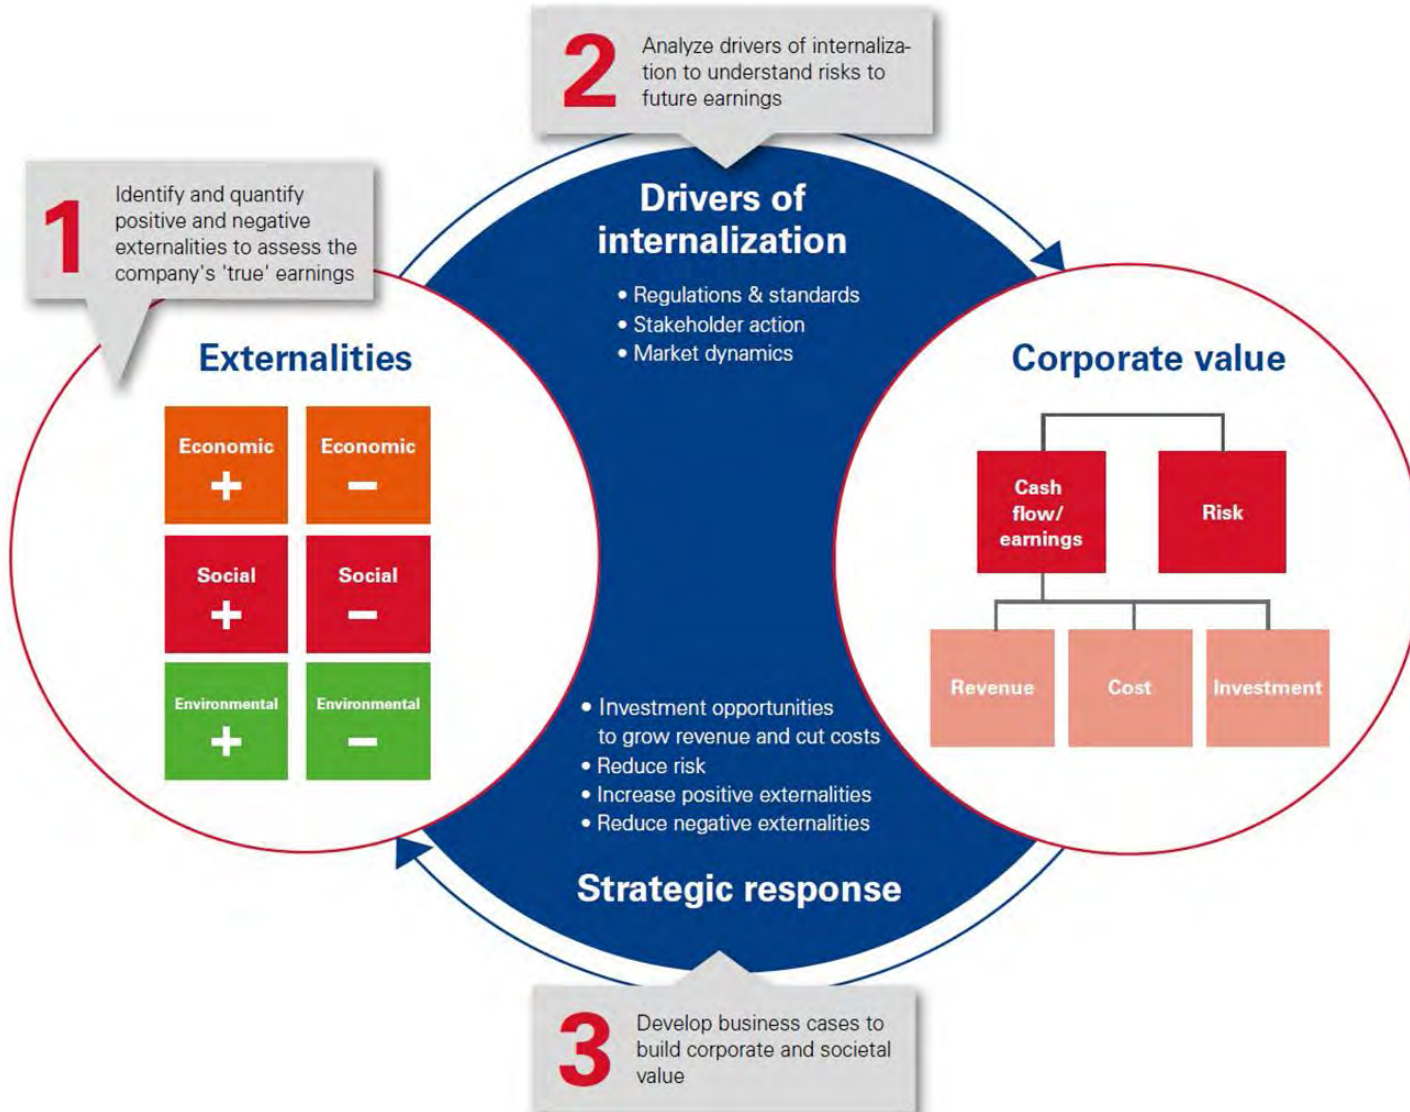 2
Analyze drivers of internaliza-
tion to understand risks to
future earnings
1
Identify and quantify
positive and negative
externalities to assess the
company's 'true' earnings
Drivers of
internalization
• Regulations & standards
• Stakeholder action
• Market dynamics
Externalities
Economic
+
Economic
–
Social
+
Social
–
Environmental
+
Environmental
–
Corporate value
Cash
flow/
earnings
Risk
Revenue
Cost
Investment
• Investment opportunities
to grow revenue and cut costs
• Reduce risk
• Increase positive externalities
• Reduce negative externalities
Strategic response
3
Develop business cases to
build corporate and societal
value